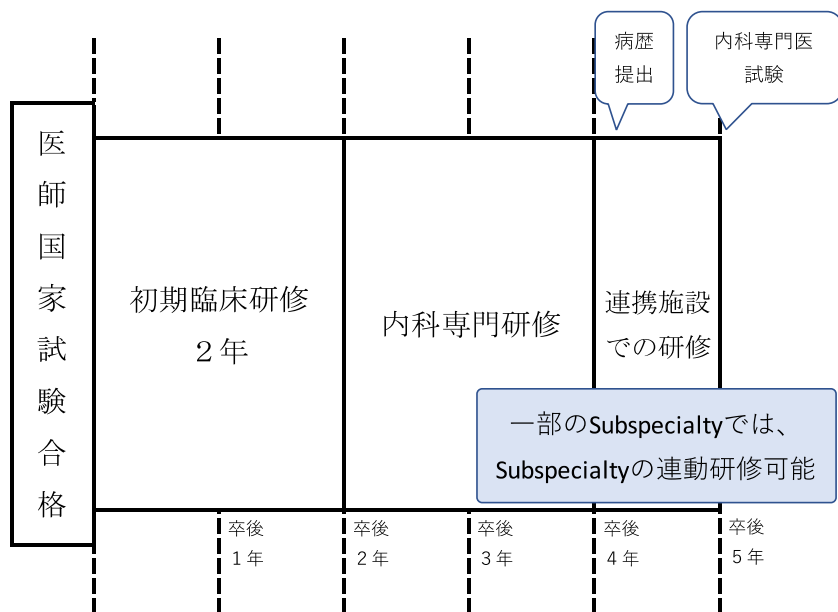 病歴
提出
内科専門医
試験
医師国家試験合格
初期臨床研修
２年
内科専門研修
連携施設
での研修
一部のSubspecialtyでは、
Subspecialtyの連動研修可能
卒後
１年
卒後
２年
卒後
３年
卒後
４年
卒後
５年